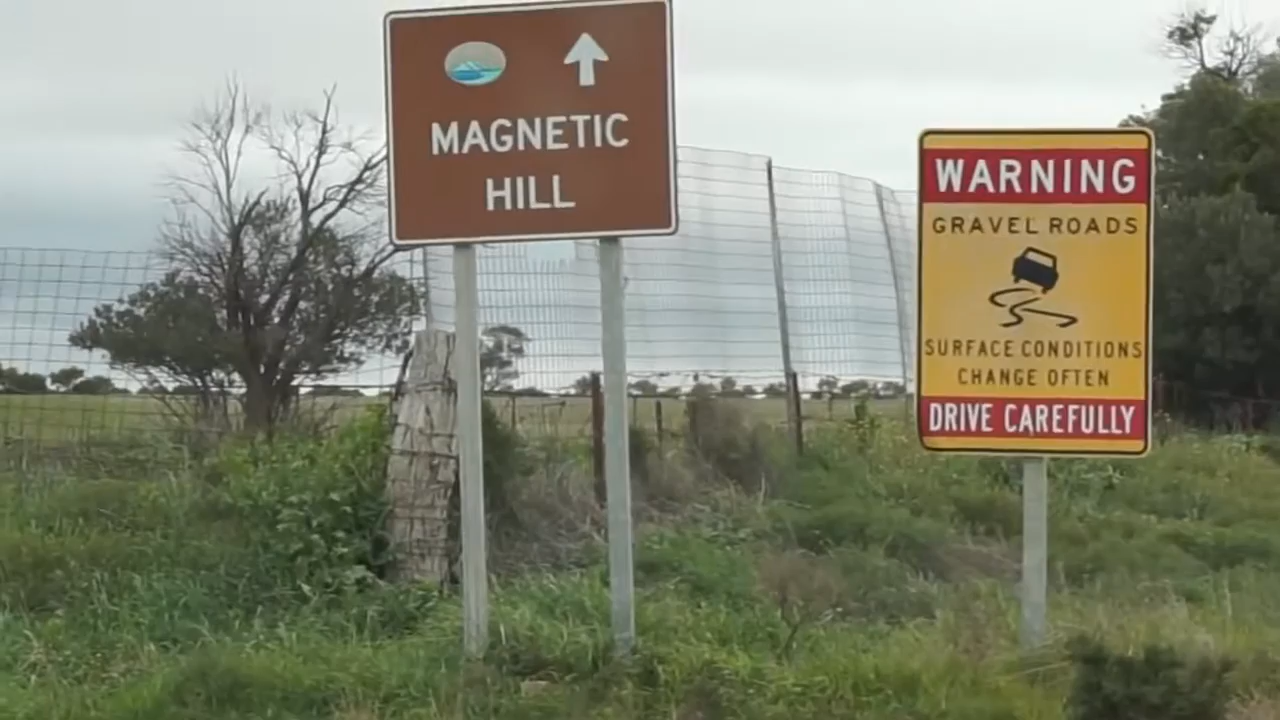 MAGNETIC
HILL
WARNING
GRAVEL ROADS
SURFACE CONDITIONS
CHANGE OFTEN
DRIVE CAREFULLY